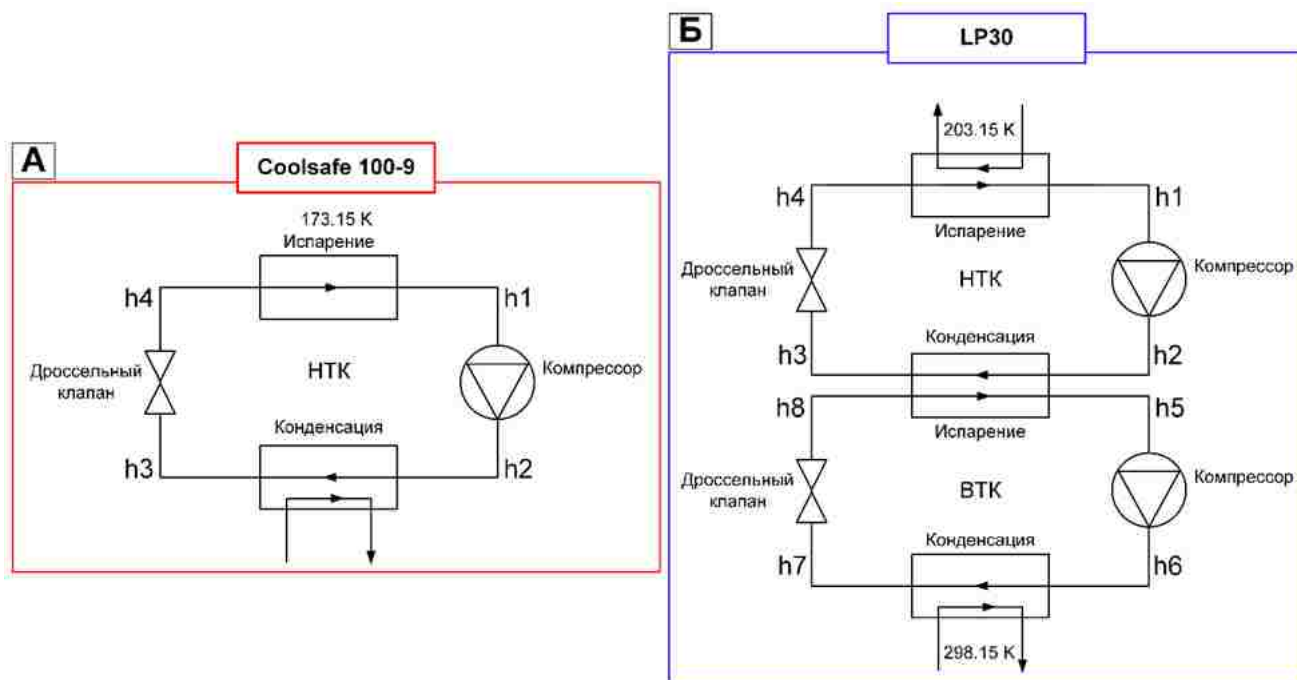 А
Coolsafe 100-9
173.15 K
Испарение
h4
h1
Дроссельный
клапан
НТК
Компрессор
Конденсация
h3
h2
Б
LP30
203.15 K
h4
h1
Испарение
Дроссельный
клапан
НТК
Компрессор
Конденсация
h3
h2
h8
h5
Испарение
Дроссельный
клапан
ВТК
Компрессор
Конденсация
h7
h6
298.15 K